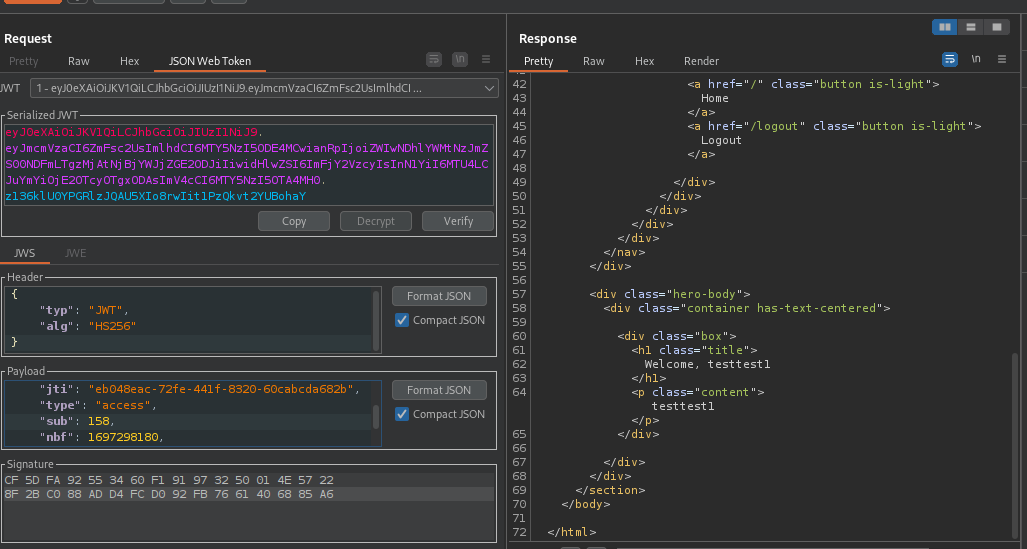 Request
Pretty Raw Hex JSON Web Token
\n
JWT 1 - eyJ0eXAiOiJKV1QiLCJhbGciOiJIUzI1NiJ9.eyJmcmVzaCI6ZmFsc2UsImlhdCI ...
Serialized JWT
eyJ0eXAiOiJKV1QiLCJhbGciOiJIUzI1NiJ9.
eyJmcmVzaCI6ZmFsc2UsImlhdCI6MTY5NzI5ODE4MCwianRpIjoiZWIwNDhlYWMtNzJmZ
S00NDFmLTgzMjAtNjBjYWJjZGE2ODJiIiwidHlwZSI6ImFjY2VzcyIsInN1YiI6MTU4LC
JuYmYiOjE2OTcyOTgxODAsImV4cCI6MTY5NzI5OTA4MH0.
z136klU0YPGRlzJQAU5XIo8rwIit1PzQkvt2YUBohaY
Copy Decrypt Verify
JWS JWE
Header
{
"typ": "JWT",
"alg": "HS256"
}
Format JSON
Compact JSON
Payload
"jti": "eb048eac-72fe-441f-8320-60cabcda682b",
"type": "access",
"sub": 158,
"nbf": 1697298180,
Format JSON
Compact JSON
Signature
CF 5D FA 92 55 34 60 F1 91 97 32 50 01 4E 57 22
8F 2B C0 88 AD D4 FC D0 92 FB 76 61 40 68 85 A6
Response
Pretty Raw Hex Render
\n
42 <a href="/" class="button is-light">
43 Home
44 </a>
45 <a href="/logout" class="button is-light">
46 Logout
47 </a>
48
49 </div>
50 </div>
51 </div>
52 </div>
53 </div>
54 </nav>
55 </div>
56
57 <div class="hero-body">
58 <div class="container has-text-centered">
59
60 <div class="box">
61 <h1 class="title">
62 Welcome, testtest1
63 </h1>
64 <p class="content">
testtest1
</p>
65 </div>
66
67 </div>
68 </div>
69 </section>
70 </body>
71
72 </html>